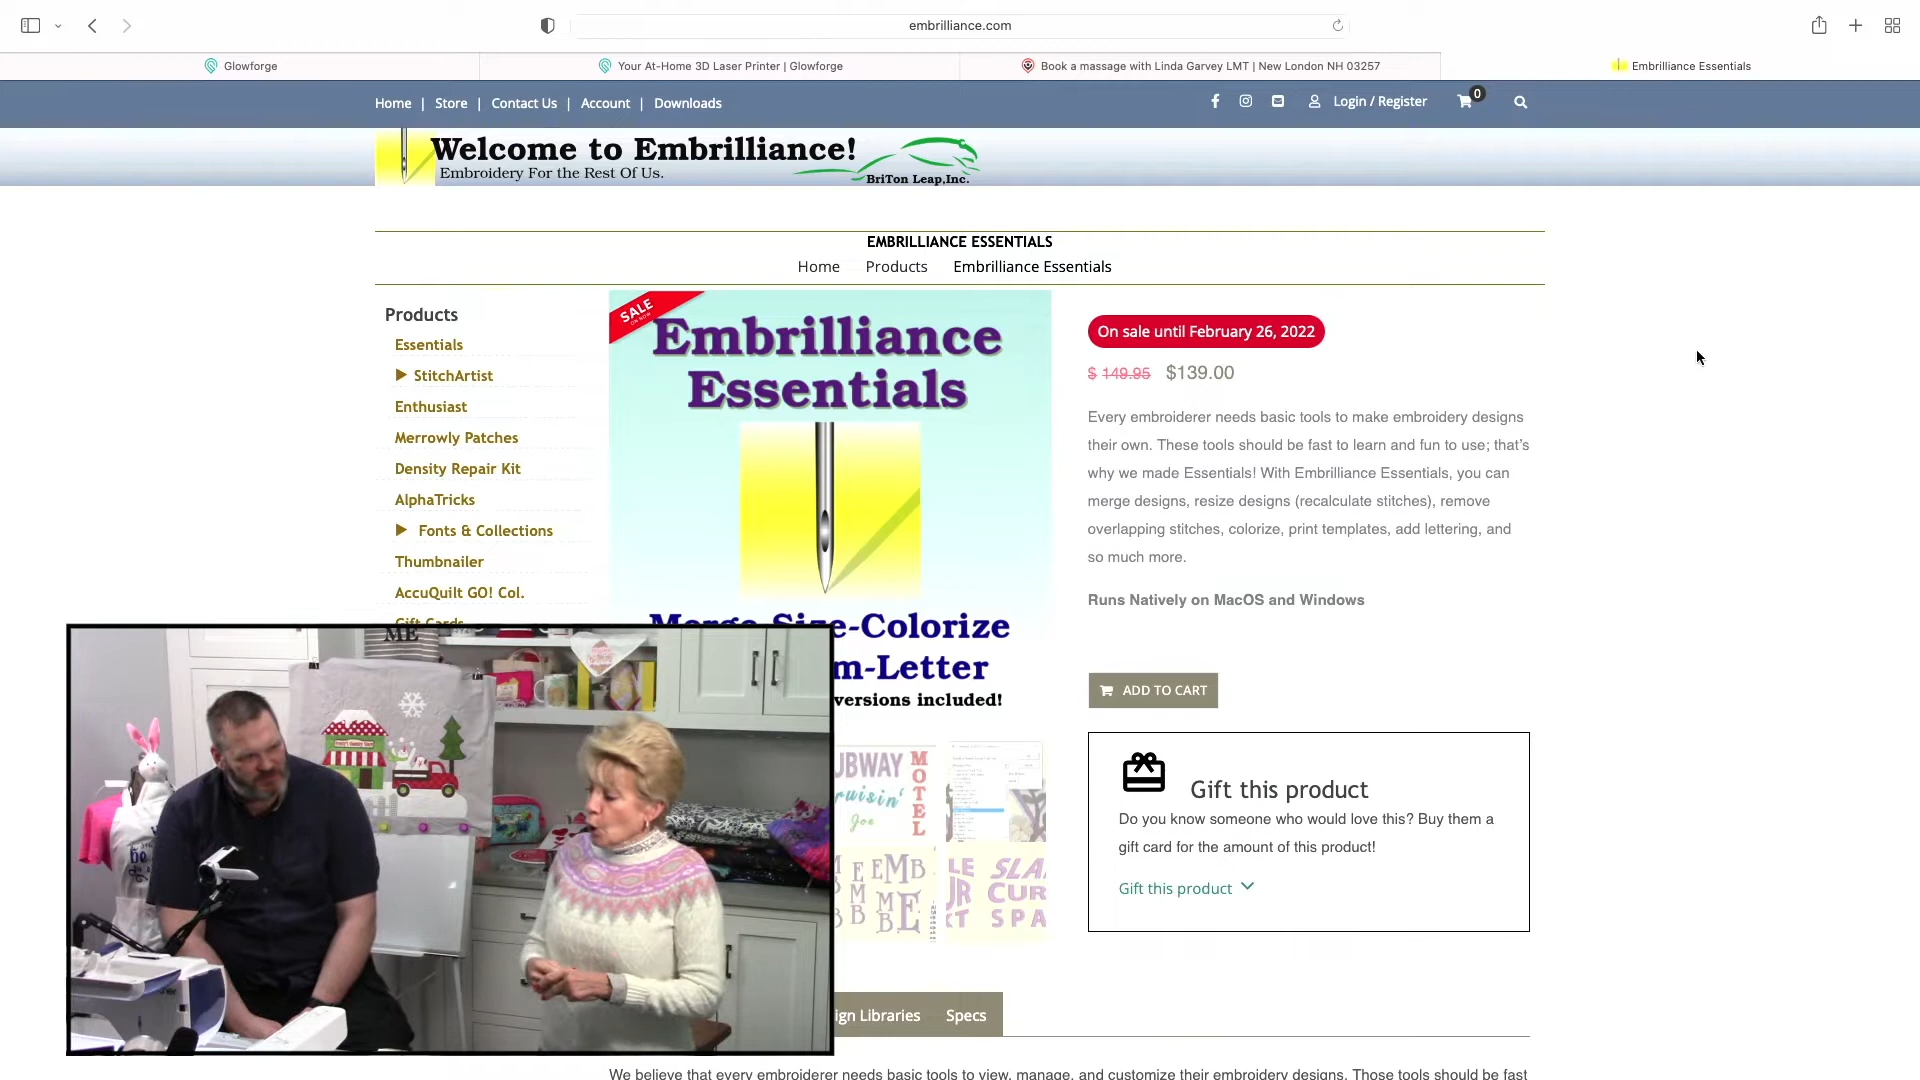 embrilliance.com
Glowforge
Your At-Home 3D Laser Printer | Glowforge
Book a massage with Linda Garvey LMT | New London NH 03257
Embrilliance Essentials
Home | Store | Contact Us | Account | Downloads
Login / Register
0
Welcome to Embrilliance!
Embroidery For the Rest Of Us.
BriTon Leap,Inc.
EMBRILLIANCE ESSENTIALS
Home Products Embrilliance Essentials
Products
Essentials
StitchArtist
Enthusiast
Merrowly Patches
Density Repair Kit
AlphaTricks
Fonts & Collections
Thumbnailer
AccuQuilt GO! Col.
Gift Cards
SALE
ON NOW
Embrilliance
Essentials
e-Colorize
m-Letter
versions included!
UBWAY
MOTEL
ruisin'
Joe
ME
On sale until February 26, 2022
$ 149.95 $139.00
Every embroiderer needs basic tools to make embroidery designs
their own. These tools should be fast to learn and fun to use; that's
why we made Essentials! With Embrilliance Essentials, you can
merge designs, resize designs (recalculate stitches), remove
overlapping stitches, colorize, print templates, add lettering, and
so much more.
Runs Natively on MacOS and Windows
ADD TO CART
Gift this product
Do you know someone who would love this? Buy them a
gift card for the amount of this product!
Gift this product
ign Libraries
Specs
We believe that every embroiderer needs basic tools to view, manage, and customize their embroidery designs. Those tools should be fast